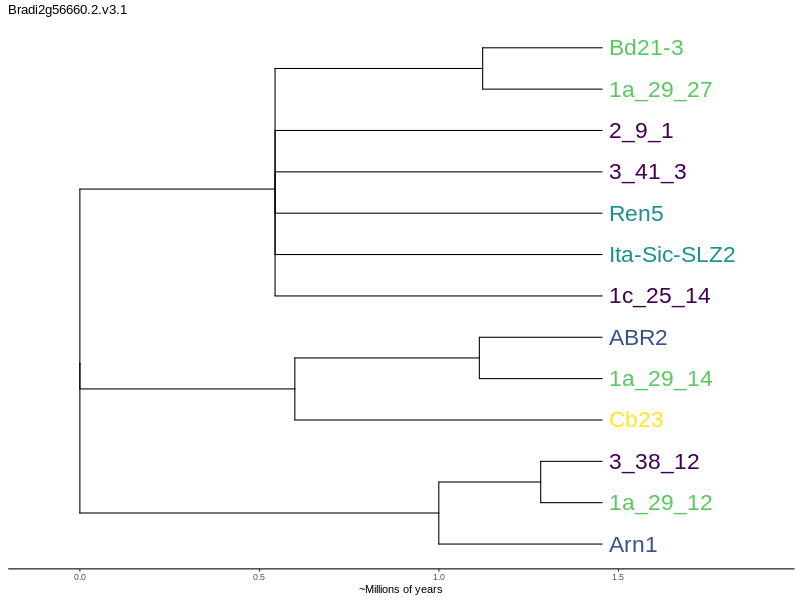 Bradi2g56660.2.v3.1
Bd21-3
1a_29_27
2_9_1
3_41_3
Ren5
Ita-Sic-SLZ2
1c_25_14
ABR2
1a_29_14
Cb23
3_38_12
1a_29_12
Arn1
0.0 0.5 1.0 1.5
~Millions of years